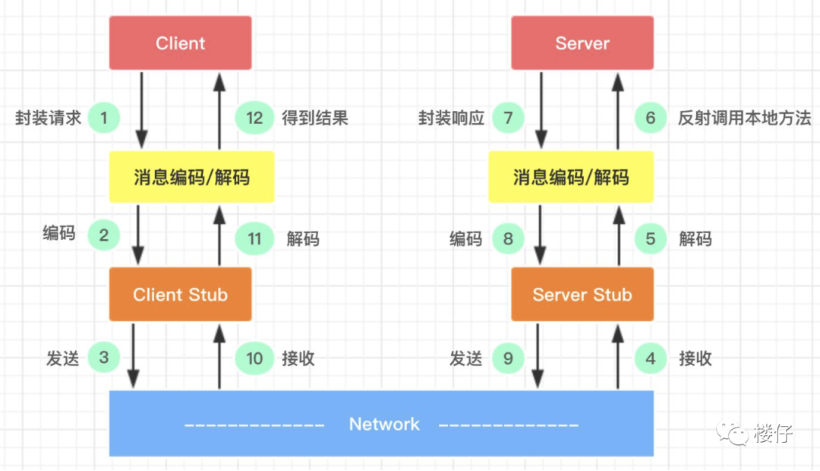 Client
Server
封装请求 1
12 得到结果
封装响应 7
6 反射调用本地方法
消息编码/解码
消息编码/解码
编码 2
11 解码
编码 8
5 解码
Client Stub
Server Stub
发送 3
10 接收
发送 9
4 接收
Network
楼仔